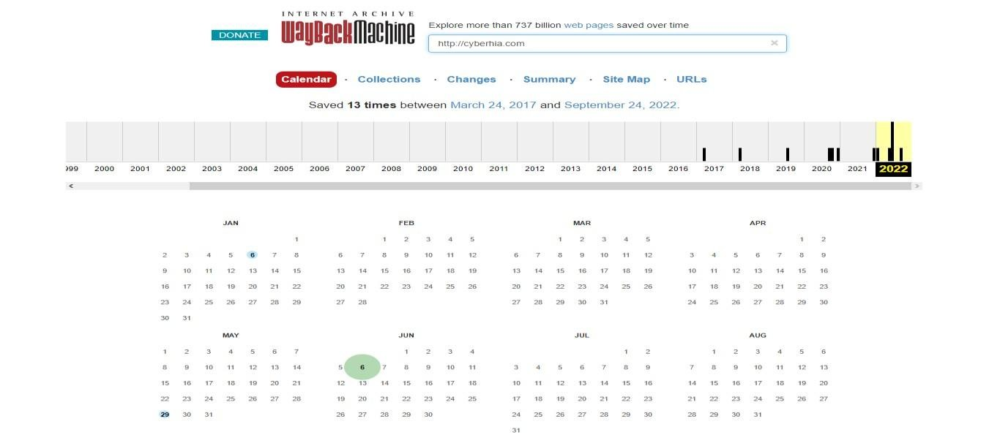 INTERNET ARCHIVE
DONATE
WayBackMachine
Explore more than 737 billion web pages saved over time
http://cyberhia.com ×
Calendar · Collections · Changes · Summary · Site Map · URLs
Saved 13 times between March 24, 2017 and September 24, 2022.
999 2000 2001 2002 2003 2004 2005 2006 2007 2008 2009 2010 2011 2012 2013 2014 2015 2016 2017 2018 2019 2020 2021 2022
JAN FEB MAR APR
1 1 2 3 4 5 1 2 3 4 5 1 2
2 3 4 5 6 7 8 6 7 8 9 10 11 12 6 7 8 9 10 11 12 3 4 5 6 7 8 9
9 10 11 12 13 14 15 13 14 15 16 17 18 19 13 14 15 16 17 18 19 10 11 12 13 14 15 16
16 17 18 19 20 21 22 20 21 22 23 24 25 26 20 21 22 23 24 25 26 17 18 19 20 21 22 23
23 24 25 26 27 28 29 27 28 27 28 29 30 31 24 25 26 27 28 29 30
30 31
MAY JUN JUL AUG
1 2 3 4 5 6 7 1 2 3 4 1 2 1 2 3 4 5 6
8 9 10 11 12 13 14 5 6 7 8 9 10 11 3 4 5 6 7 8 9 7 8 9 10 11 12 13
15 16 17 18 19 20 21 12 13 14 15 16 17 18 10 11 12 13 14 15 16 14 15 16 17 18 19 20
22 23 24 25 26 27 28 19 20 21 22 23 24 25 17 18 19 20 21 22 23 21 22 23 24 25 26 27
29 30 31 26 27 28 29 30 24 25 26 27 28 29 30 28 29 30 31
31